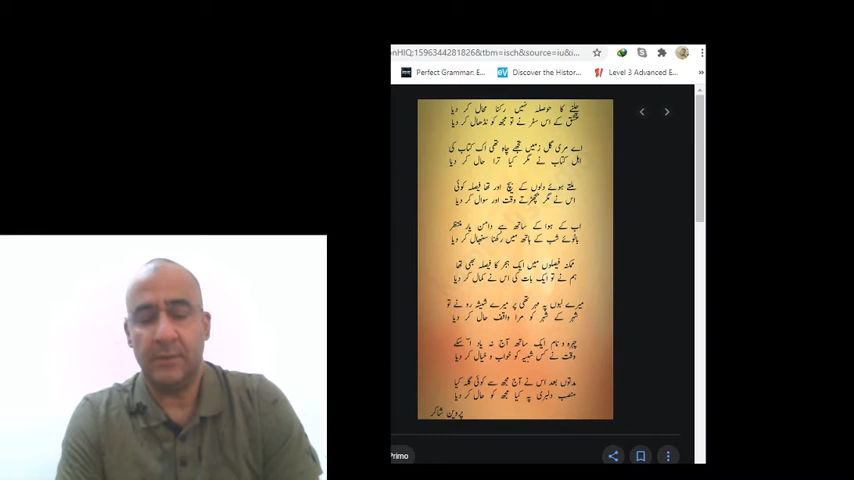 onHIQ:1596344281826&tbm=isch&source=iu&i...
Perfect Grammar: E...
Discover the Histor...
Level 3 Advanced E...
چلنے کا حوصلہ نہیں رکنا محال کر دیا
عشق کے اس سفر نے تو مجھ کو نڈھال کر دیا
اے مری گل زمیں تجھے چاہ تھی اک کتاب کی
اہل کتاب نے مگر کیا ترا حال کر دیا
ملتے ہوئے دلوں کے بیچ اور تھا فیصلہ کوئی
اس نے مگر بچھڑتے وقت اور سوال کر دیا
اب کے ہوا کے ساتھ ہے دامن یار منتظر
بانوئے شب کے ہاتھ میں رکھنا سنبھال کر دیا
ممکنہ فیصلوں میں ایک ہجر کا فیصلہ بھی تھا
ہم نے تو ایک بات کی اس نے کمال کر دیا
میرے لبوں پہ مہر تھی پر میرے شیشہ رو نے تو
شہر کے شہر کو مرا واقف حال کر دیا
چہرہ و نام ایک ساتھ آج نہ یاد آ سکے
وقت نے کس شبیہ کو خواب و خیال کر دیا
مدتوں بعد اس نے آج مجھ سے کوئی گلہ کیا
منصب دلبری پہ کیا مجھ کو حال کر دیا
پروین شاکر
Primo